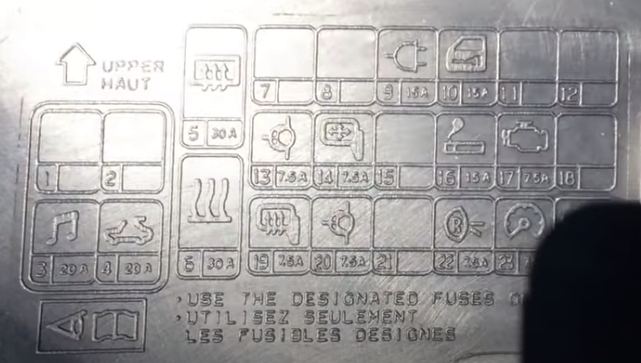 UPPER
HAUT
5 30A
7 8 9 15A 10 15A 11 12
1 2
13 7.5A 14 7.5A 15 16 15A 17 7.5A 18
3 20A 4 20A
6 30A
19 7.5A 20 7.5A 21 22 7.5A 23
USE THE DESIGNATED FUSES
UTILISEZ SEULEMENT
LES FUSIBLES DESIGNES